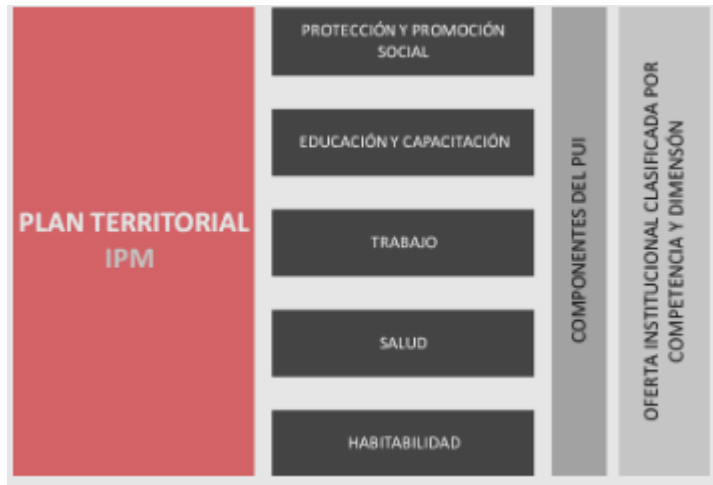 PLAN TERRITORIAL
IPM
PROTECCIÓN Y PROMOCIÓN
SOCIAL
EDUCACIÓN Y CAPACITACIÓN
TRABAJO
SALUD
HABITABILIDAD
COMPONENTES DEL PUI
OFERTA INSTITUCIONAL CLASIFICADA POR
COMPETENCIA Y DIMENSÓN